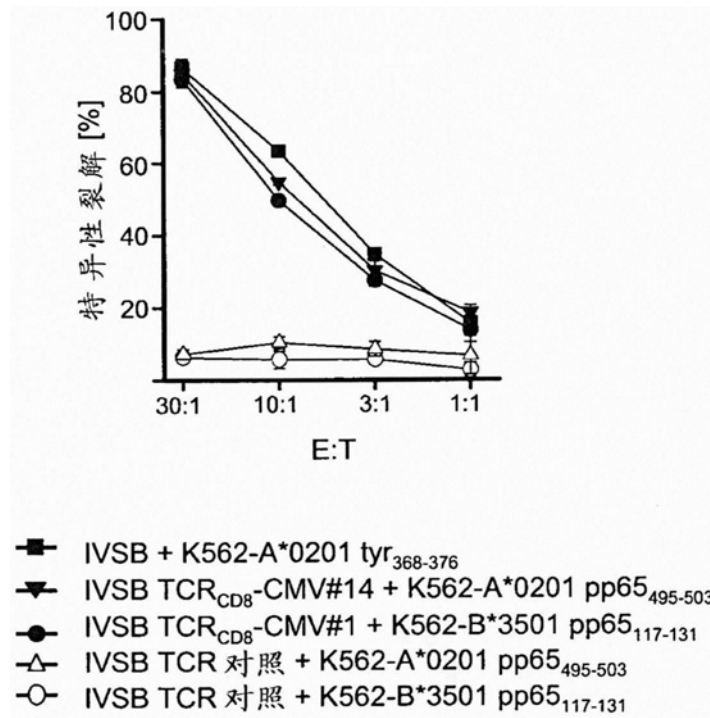 100
80
60
40
20
特异性裂解 [%]
30:1 10:1 3:1 1:1
E:T
IVSB + K562-A*0201 tyr368-376
IVSB TCRCD8-CMV#14 + K562-A*0201 pp65495-503
IVSB TCRCD8-CMV#1 + K562-B*3501 pp65117-131
IVSB TCR 对照 + K562-A*0201 pp65495-503
IVSB TCR 对照 + K562-B*3501 pp65117-131